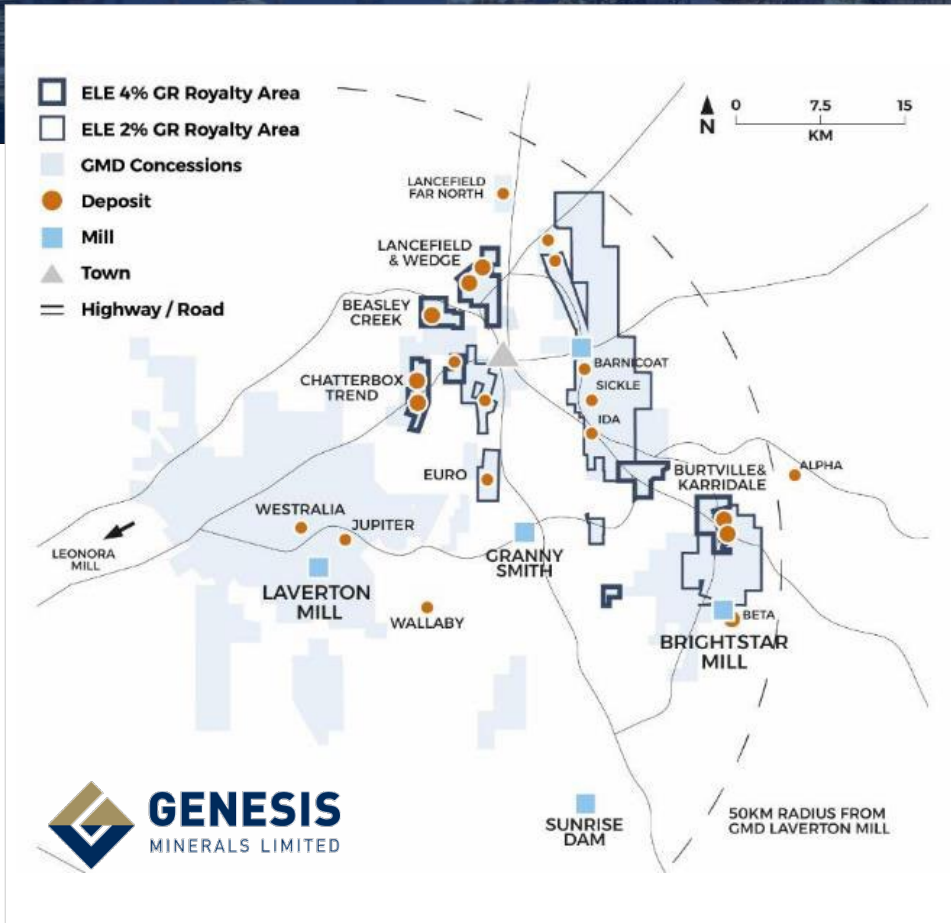 ELE 4% GR Royalty Area
ELE 2% GR Royalty Area
GMD Concessions
Deposit
Mill
Town
Highway / Road
N
0 7.5 15
KM
LANCEFIELD
FAR NORTH
LANCEFIELD
& WEDGE
BEASLEY
CREEK
CHATTERBOX
TREND
BARNICOAT
SICKLE
IDA
EURO
BURTVILLE&
KARRIDALE
ALPHA
WESTRALIA
JUPITER
LEONORA
MILL
LAVERTON
MILL
GRANNY
SMITH
WALLABY
BETA
BRIGHTSTAR
MILL
SUNRISE
DAM
50KM RADIUS FROM
GMD LAVERTON MILL
GENESIS
MINERALS LIMITED